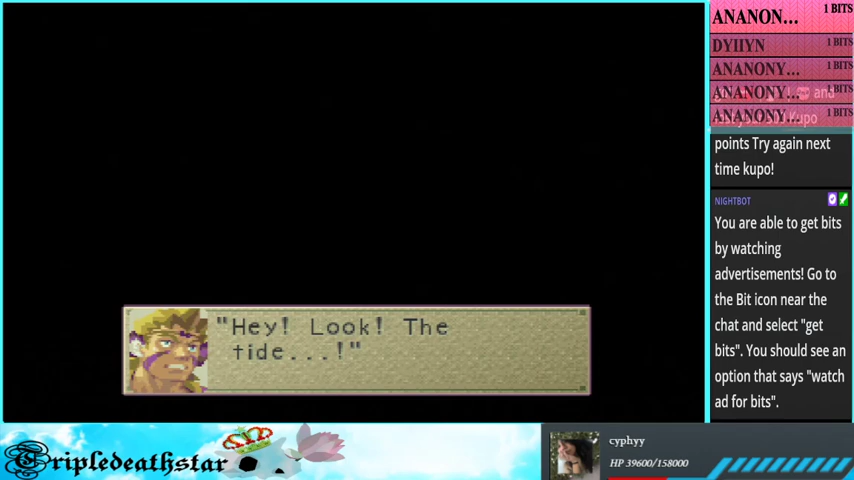 ANANON... 1 BITS
DYIIYN 1 BITS
ANANONY... 1 BITS
ANANONY... 1 BITS
ANANONY... 1 BITS
and
Kupo
points Try again next
time kupo!
NIGHTBOT
You are able to get bits
by watching
advertisements! Go to
the Bit icon near the
chat and select "get
bits". You should see an
option that says "watch
ad for bits".
"Hey! Look! The
tide...!"
Tripledeathstar
cyphyy
HP 39600/158000